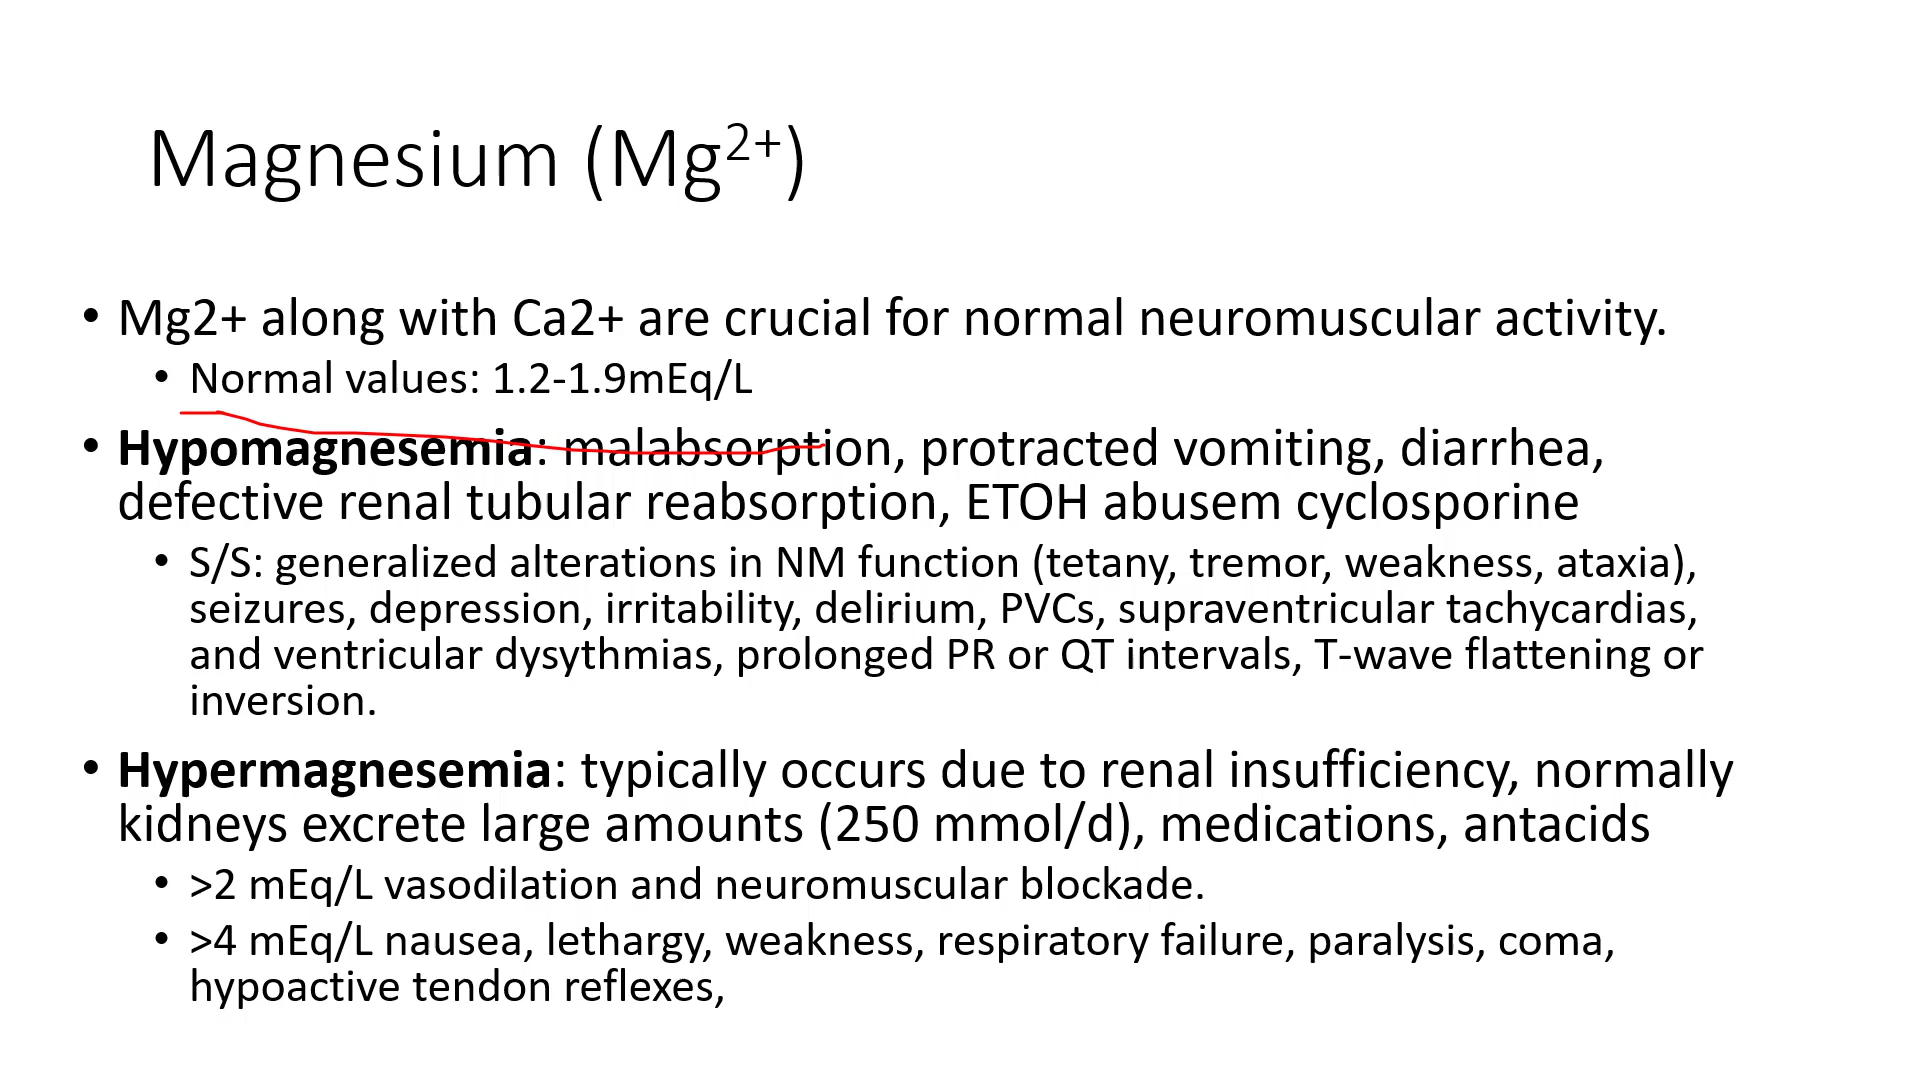 Magnesium (Mg²⁺)
• Mg2+ along with Ca2+ are crucial for normal neuromuscular activity.
• Normal values: 1.2-1.9mEq/L
• Hypomagnesemia: malabsorption, protracted vomiting, diarrhea,
defective renal tubular reabsorption, ETOH abusem cyclosporine
• S/S: generalized alterations in NM function (tetany, tremor, weakness, ataxia),
seizures, depression, irritability, delirium, PVCs, supraventricular tachycardias,
and ventricular dysythmias, prolonged PR or QT intervals, T-wave flattening or
inversion.
• Hypermagnesemia: typically occurs due to renal insufficiency, normally
kidneys excrete large amounts (250 mmol/d), medications, antacids
• >2 mEq/L vasodilation and neuromuscular blockade.
• >4 mEq/L nausea, lethargy, weakness, respiratory failure, paralysis, coma,
hypoactive tendon reflexes,